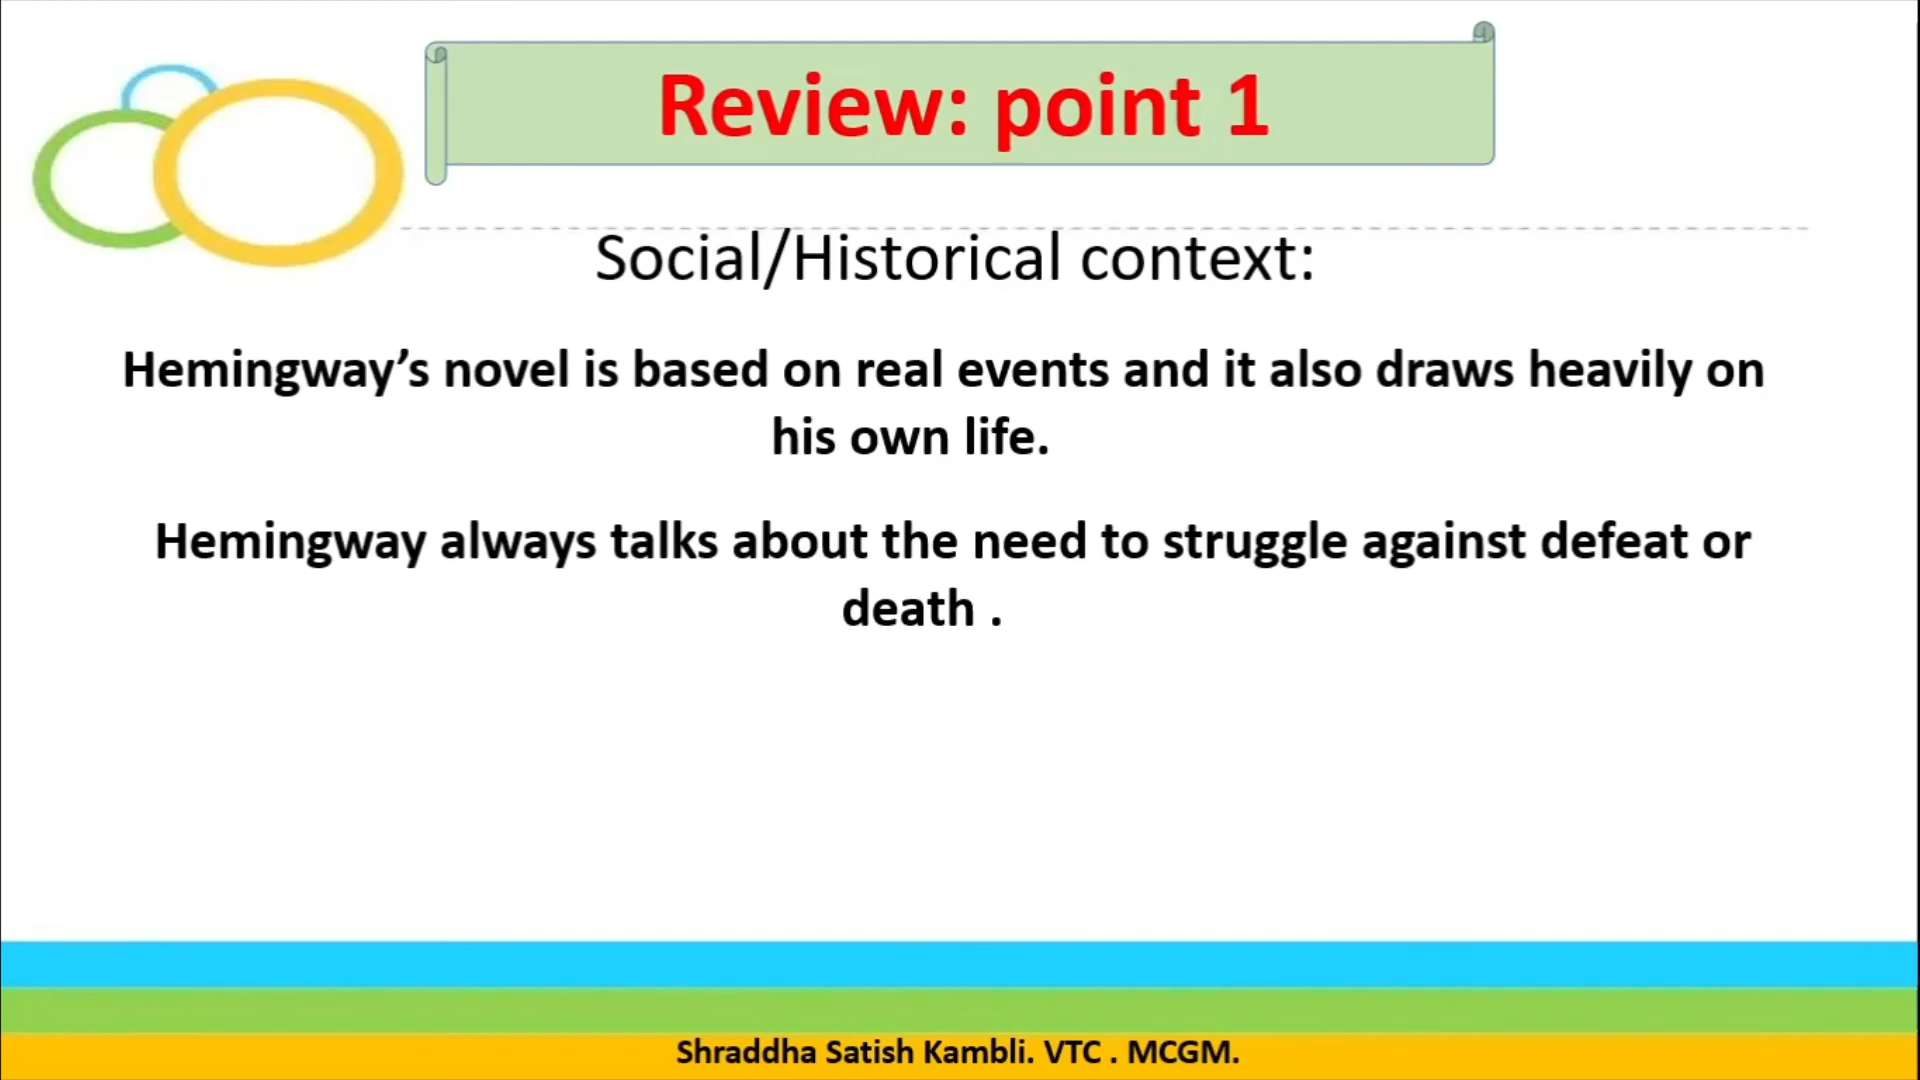 Review: point 1
Social/Historical context:
Hemingway’s novel is based on real events and it also draws heavily on
his own life.
Hemingway always talks about the need to struggle against defeat or
death .
Shraddha Satish Kambli. VTC . MCGM.